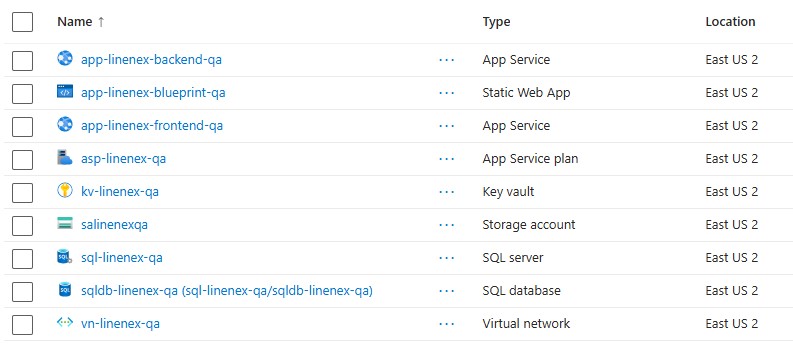 Name ↑ Type Location
app-linenex-backend-qa ... App Service East US 2
app-linenex-blueprint-qa ... Static Web App East US 2
app-linenex-frontend-qa ... App Service East US 2
asp-linenex-qa ... App Service plan East US 2
kv-linenex-qa ... Key vault East US 2
salinenexqa ... Storage account East US 2
sql-linenex-qa ... SQL server East US 2
sqldb-linenex-qa (sql-linenex-qa/sqldb-linenex-qa) ... SQL database East US 2
vn-linenex-qa ... Virtual network East US 2